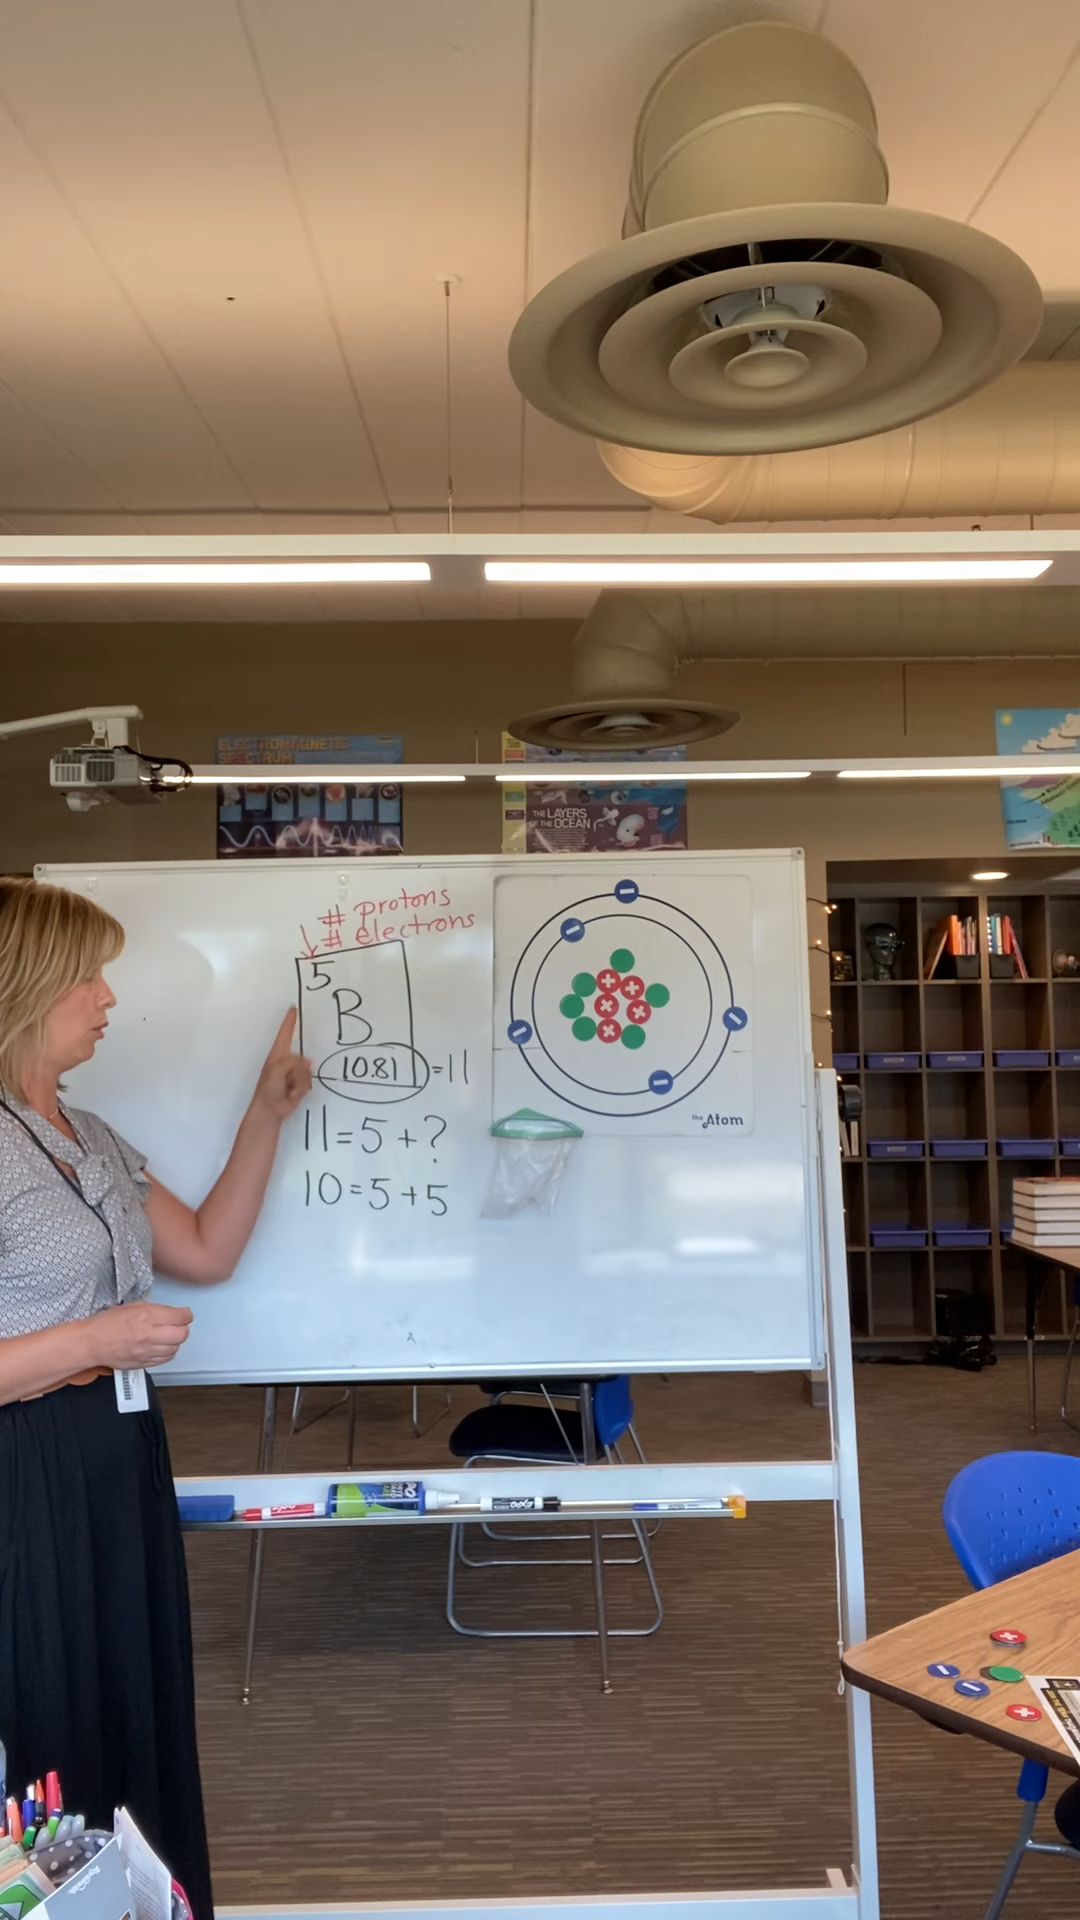 ELECTROMAGNETIC
SPECTRUM
THE LAYERS
OF THE OCEAN
# protons
# electrons
5
B
10.81 = 11
11 = 5 + ?
10 = 5 + 5
the Atom
EXPO